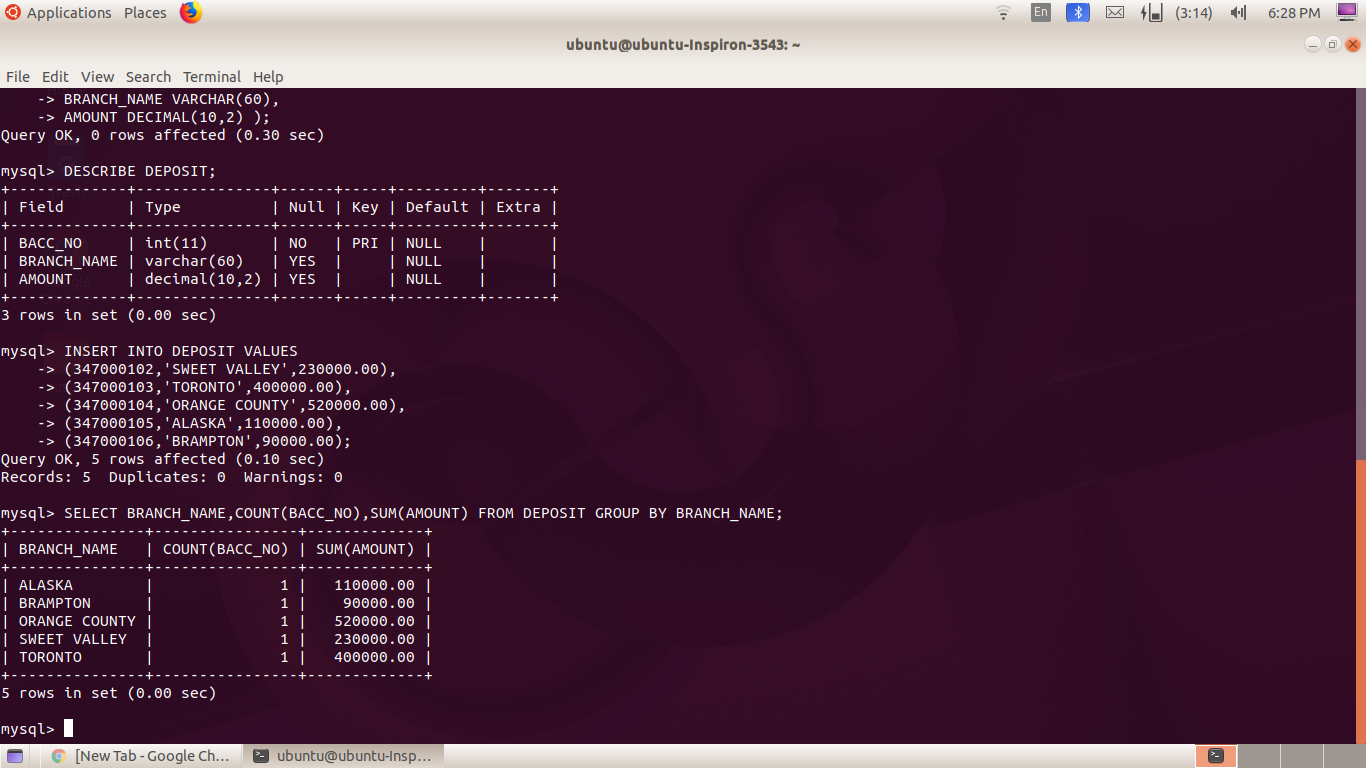 Applications Places En (3:14) 6:28 PM
ubuntu@ubuntu-Inspiron-3543: ~
File Edit View Search Terminal Help
    -> BRANCH_NAME VARCHAR(60),
    -> AMOUNT DECIMAL(10,2) );
Query OK, 0 rows affected (0.30 sec)

mysql> DESCRIBE DEPOSIT;
+-------------+---------------+------+-----+---------+-------+
| Field       | Type          | Null | Key | Default | Extra |
+-------------+---------------+------+-----+---------+-------+
| BACC_NO     | int(11)       | NO   | PRI | NULL    |       |
| BRANCH_NAME | varchar(60)   | YES  |     | NULL    |       |
| AMOUNT      | decimal(10,2) | YES  |     | NULL    |       |
+-------------+---------------+------+-----+---------+-------+
3 rows in set (0.00 sec)

mysql> INSERT INTO DEPOSIT VALUES
    -> (347000102,'SWEET VALLEY',230000.00),
    -> (347000103,'TORONTO',400000.00),
    -> (347000104,'ORANGE COUNTY',520000.00),
    -> (347000105,'ALASKA',110000.00),
    -> (347000106,'BRAMPTON',90000.00);
Query OK, 5 rows affected (0.10 sec)
Records: 5  Duplicates: 0  Warnings: 0

mysql> SELECT BRANCH_NAME,COUNT(BACC_NO),SUM(AMOUNT) FROM DEPOSIT GROUP BY BRANCH_NAME;
+---------------+----------------+-------------+
| BRANCH_NAME   | COUNT(BACC_NO) | SUM(AMOUNT) |
+---------------+----------------+-------------+
| ALASKA        |              1 |   110000.00 |
| BRAMPTON      |              1 |    90000.00 |
| ORANGE COUNTY |              1 |   520000.00 |
| SWEET VALLEY  |              1 |   230000.00 |
| TORONTO       |              1 |   400000.00 |
+---------------+----------------+-------------+
5 rows in set (0.00 sec)

mysql>
[New Tab - Google Ch... ubuntu@ubuntu-Insp...